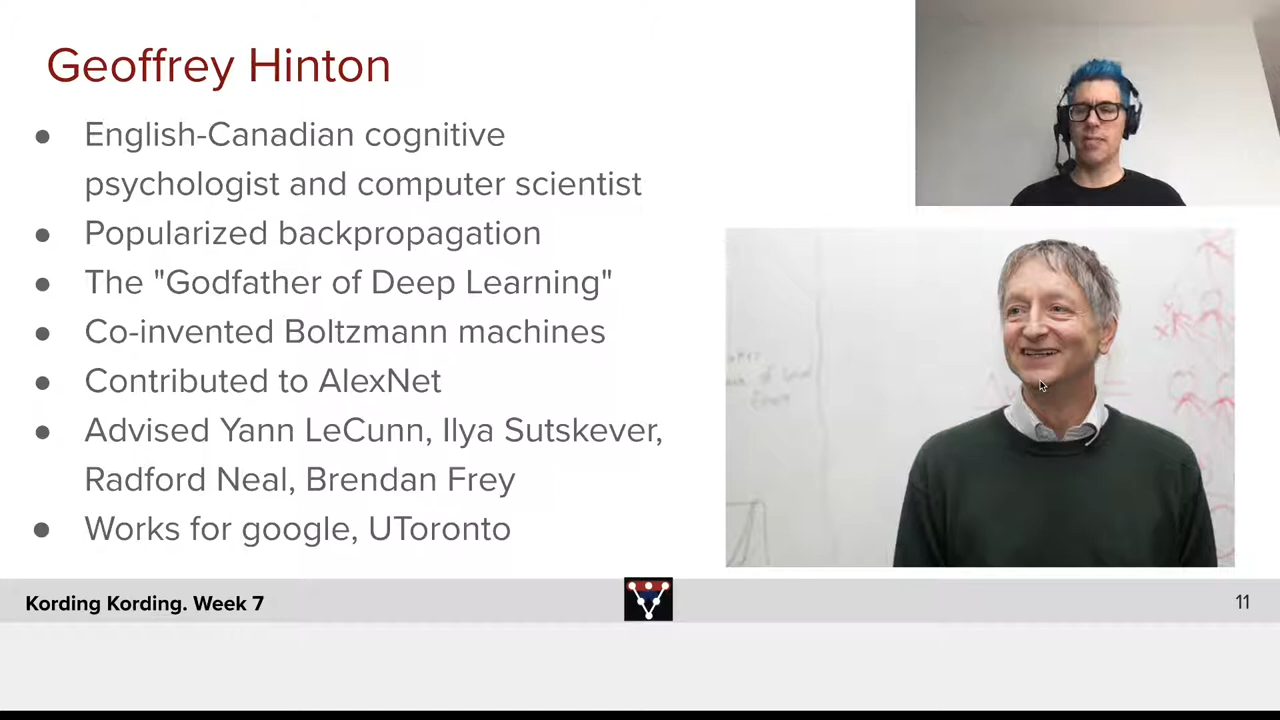 Geoffrey Hinton
● English-Canadian cognitive
psychologist and computer scientist
● Popularized backpropagation
● The "Godfather of Deep Learning"
● Co-invented Boltzmann machines
● Contributed to AlexNet
● Advised Yann LeCunn, Ilya Sutskever,
Radford Neal, Brendan Frey
● Works for google, UToronto
Kording Kording. Week 7
11